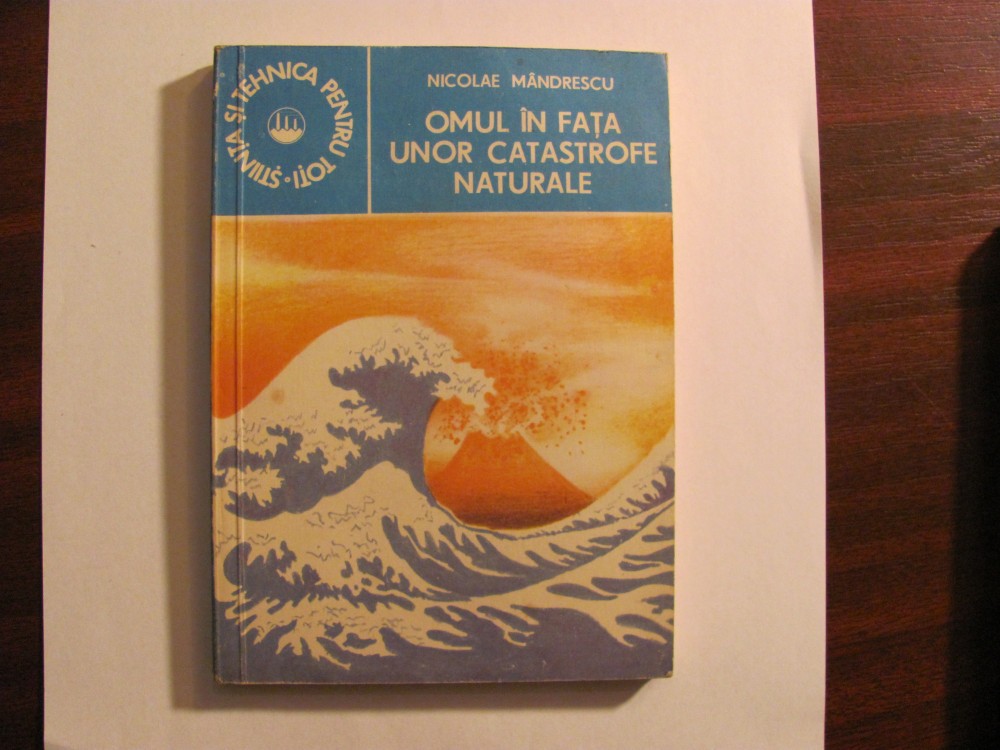 ȘTIINȚA ȘI TEHNICA PENTRU TOȚI
NICOLAE MÂNDRESCU
OMUL ÎN FAȚA
UNOR CATASTROFE
NATURALE